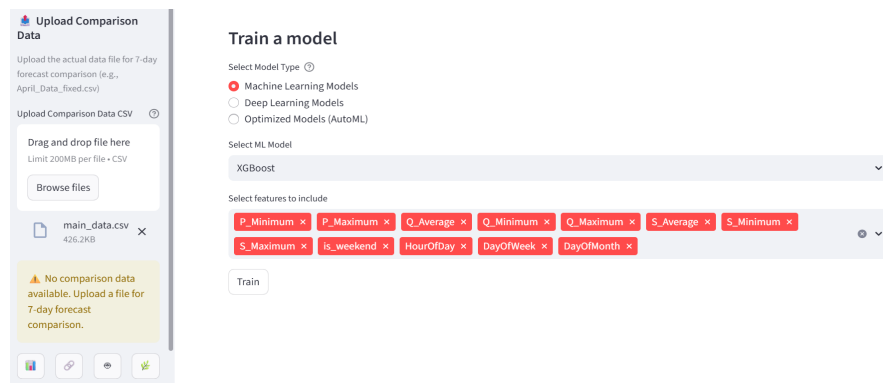 Upload Comparison
Data
Upload the actual data file for 7-day
forecast comparison (e.g.,
April_Data_fixed.csv)
Upload Comparison Data CSV
Drag and drop file here
Limit 200MB per file • CSV
Browse files
main_data.csv
426.2KB
No comparison data
available. Upload a file for
7-day forecast
comparison.
Train a model
Select Model Type
Machine Learning Models
Deep Learning Models
Optimized Models (AutoML)
Select ML Model
XGBoost
Select features to include
P_Minimum × P_Maximum × Q_Average × Q_Minimum × Q_Maximum × S_Average × S_Minimum ×
S_Maximum × is_weekend × HourOfDay × DayOfWeek × DayOfMonth ×
Train